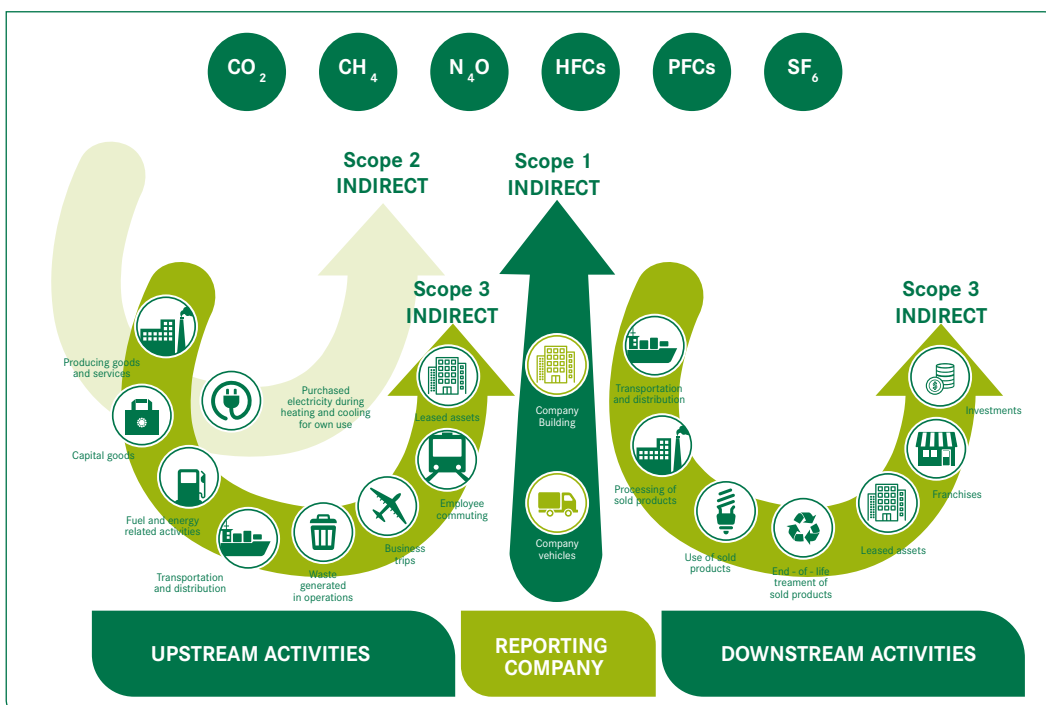 CO2
CH4
N4O
HFCs
PFCs
SF6
Scope 2
INDIRECT
Scope 1
INDIRECT
Scope 3
INDIRECT
Scope 3
INDIRECT
Producing goods
and services
Capital goods
Fuel and energy
related activities
Transportation
and distribution
Waste
generated
in operations
Business
trips
Employee
commuting
Leased assets
Purchased
electricity during
heating and cooling
for own use
Company
Building
Company
vehicles
Transportation
and distribution
Processing of
sold products
Use of sold
products
End - of - life
treament of
sold products
Leased assets
Franchises
Investments
UPSTREAM ACTIVITIES
REPORTING
COMPANY
DOWNSTREAM ACTIVITIES